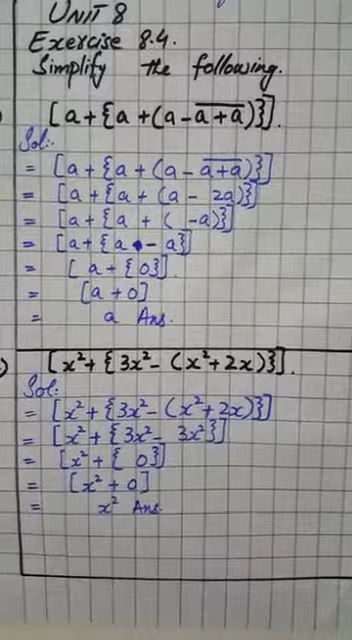 UNIT 8
Exercise 8.4.
Simplify the following.
[a+{a+(a-a̅+̅a̅)}].
Sol:
= [a+{a+(a-a̅+̅a̅)}]
= [a+{a+(a-2a)}]
= [a+{a+(-a)}]
= [a+{a-a}]
= [a+{0}]
= [a+0]
= a Ans.
) [x²+{3x²-(x²+2x)}].
Sol:
= [x²+{3x²-(x²+2x)}]
= [x²+{3x²-3x²}]
= [x²+{0}]
= [x²+0]
= x² Ans.